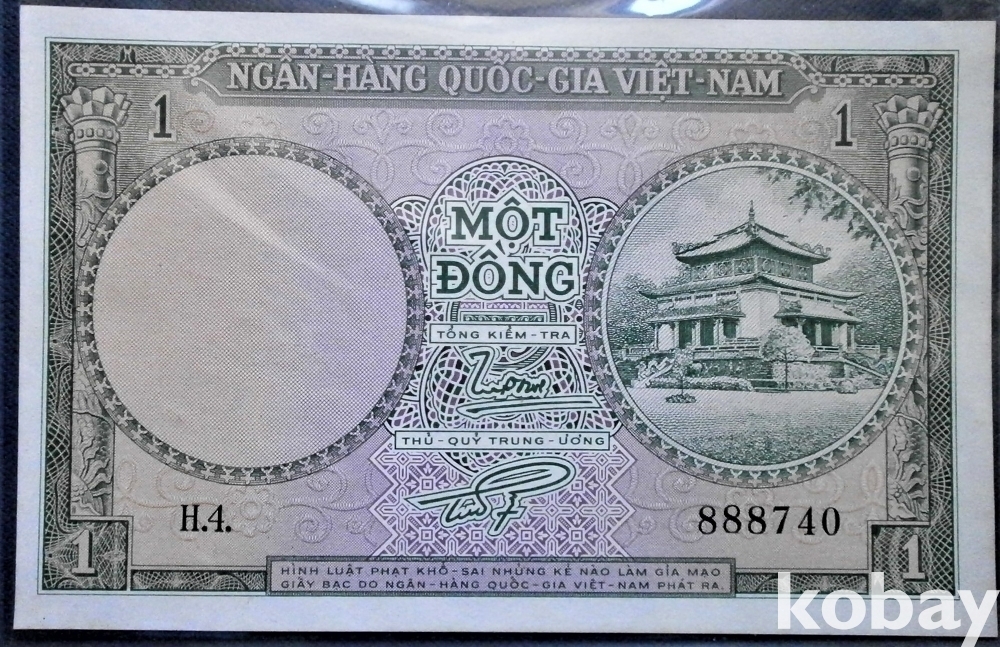 NGÂN-HÀNG QUỐC-GIA VIỆT-NAM
1
1
MỘT
ĐỒNG
TỔNG KIỂM-TRA
THỦ-QUỸ TRUNG-ƯƠNG
H.4.
888740
1
1
HÌNH LUẬT PHẠT KHỔ-SAI NHỮNG KẺ NÀO LÀM GIẢ MẠO
GIẤY BẠC DO NGÂN-HÀNG QUỐC-GIA VIỆT-NAM PHÁT RA.
kobay